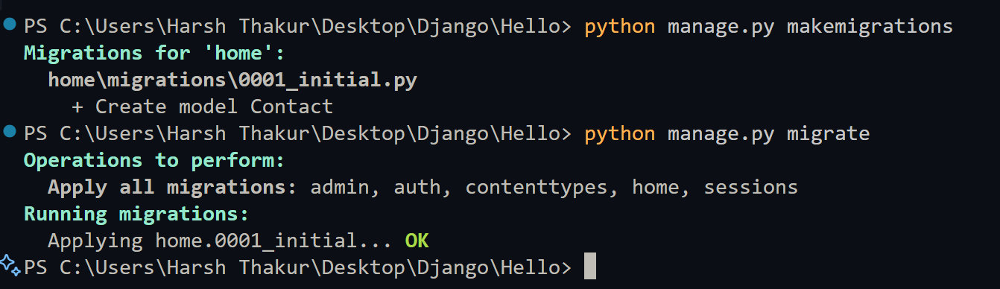 PS C:\Users\Harsh Thakur\Desktop\Django\Hello> python manage.py makemigrations
Migrations for 'home':
  home\migrations\0001_initial.py
    + Create model Contact
PS C:\Users\Harsh Thakur\Desktop\Django\Hello> python manage.py migrate
Operations to perform:
  Apply all migrations: admin, auth, contenttypes, home, sessions
Running migrations:
  Applying home.0001_initial... OK
PS C:\Users\Harsh Thakur\Desktop\Django\Hello>